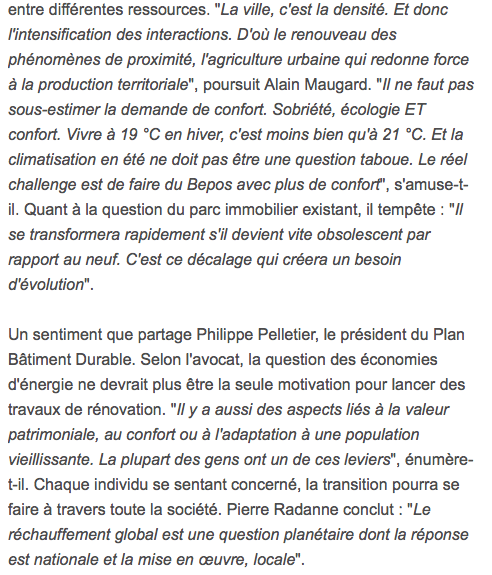 entre différentes ressources. "La ville, c'est la densité. Et donc
l'intensification des interactions. D'où le renouveau des
phénomènes de proximité, l'agriculture urbaine qui redonne force
à la production territoriale", poursuit Alain Maugard. "Il ne faut pas
sous-estimer la demande de confort. Sobriété, écologie ET
confort. Vivre à 19 °C en hiver, c'est moins bien qu'à 21 °C. Et la
climatisation en été ne doit pas être une question taboue. Le réel
challenge est de faire du Bepos avec plus de confort", s'amuse-t-
il. Quant à la question du parc immobilier existant, il tempête : "Il
se transformera rapidement s'il devient vite obsolescent par
rapport au neuf. C'est ce décalage qui créera un besoin
d'évolution".
Un sentiment que partage Philippe Pelletier, le président du Plan
Bâtiment Durable. Selon l'avocat, la question des économies
d'énergie ne devrait plus être la seule motivation pour lancer des
travaux de rénovation. "Il y a aussi des aspects liés à la valeur
patrimoniale, au confort ou à l'adaptation à une population
vieillissante. La plupart des gens ont un de ces leviers", énumère-
t-il. Chaque individu se sentant concerné, la transition pourra se
faire à travers toute la société. Pierre Radanne conclut : "Le
réchauffement global est une question planétaire dont la réponse
est nationale et la mise en œuvre, locale".